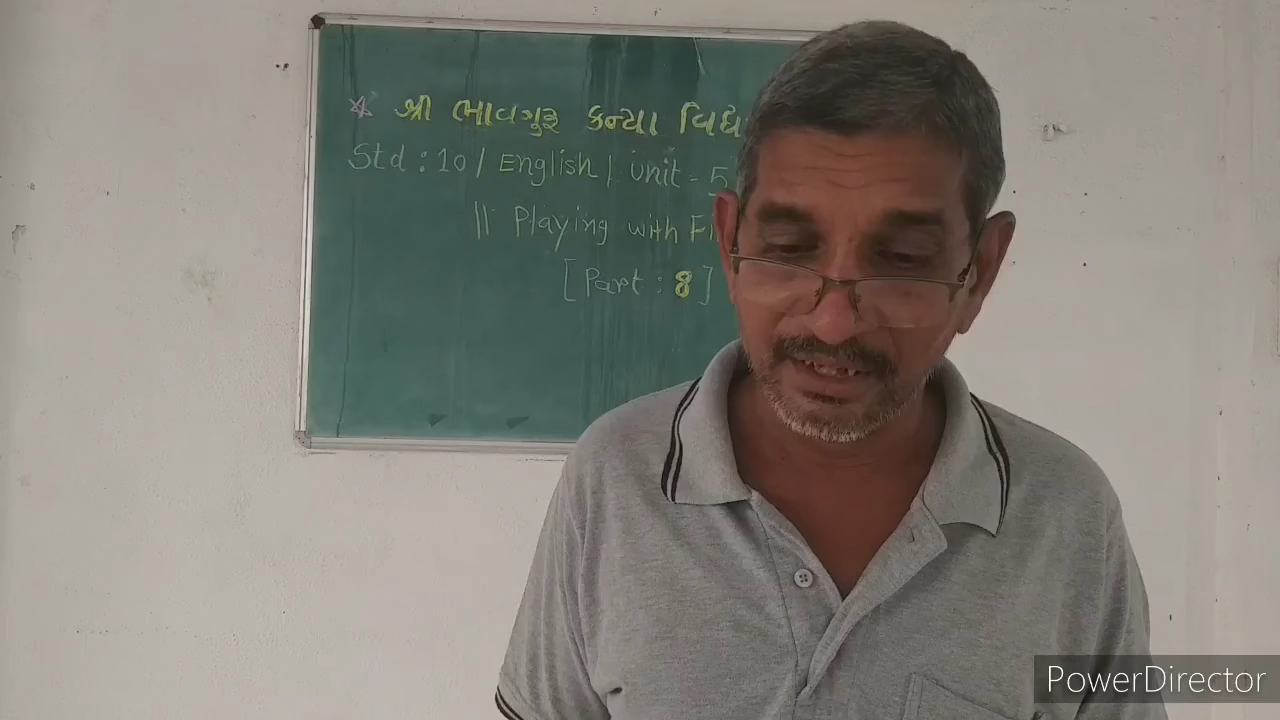 ☆ શ્રી ભાવગુરૂ કન્યા
Std : 10 / English / unit - 5
|| Playing with
[Part : 8]
PowerDirector